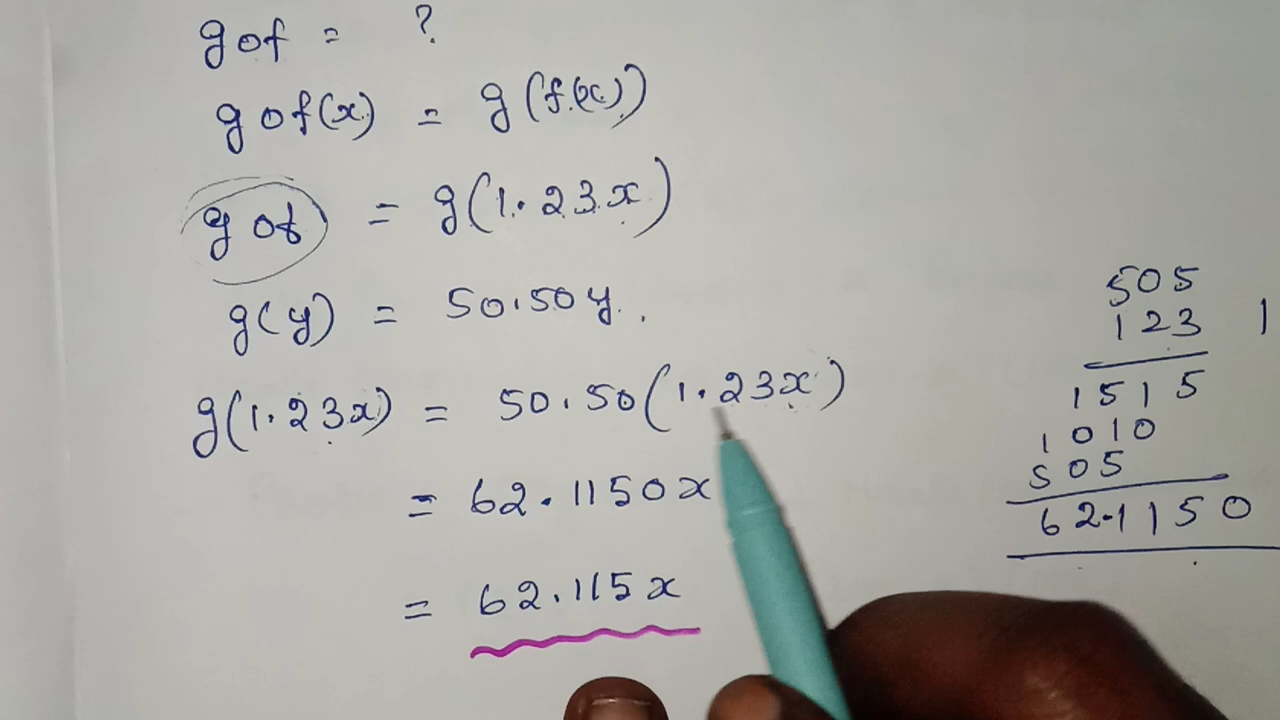 gof = ?
gof(x) = g(f(x))
gof = g(1.23x)
g(y) = 50.50y.
g(1.23x) = 50.50(1.23x)
= 62.1150x
= 62.115x
505
123
1515
1010
505
62.1150
1